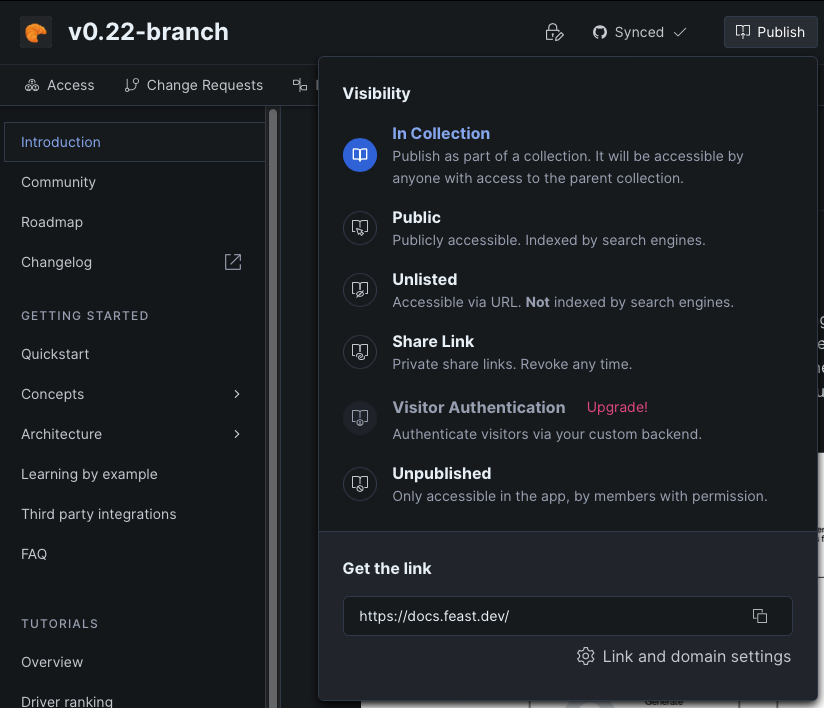 v0.22-branch
Synced
Publish
Access
Change Requests
Introduction
Community
Roadmap
Changelog
GETTING STARTED
Quickstart
Concepts
Architecture
Learning by example
Third party integrations
FAQ
TUTORIALS
Overview
Driver ranking
Visibility
In Collection
Publish as part of a collection. It will be accessible by
anyone with access to the parent collection.
Public
Publicly accessible. Indexed by search engines.
Unlisted
Accessible via URL. Not indexed by search engines.
Share Link
Private share links. Revoke any time.
Visitor Authentication Upgrade!
Authenticate visitors via your custom backend.
Unpublished
Only accessible in the app, by members with permission.
Get the link
https://docs.feast.dev/
Link and domain settings